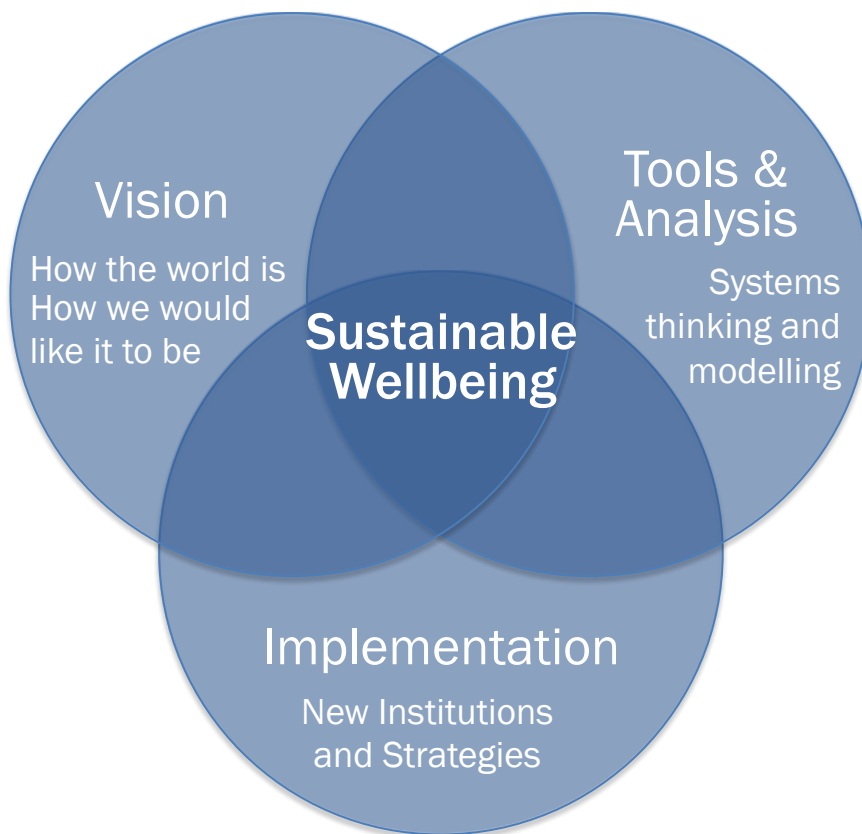 Vision
How the world is
How we would
like it to be
Tools &
Analysis
Systems
thinking and
modelling
Sustainable
Wellbeing
Implementation
New Institutions
and Strategies